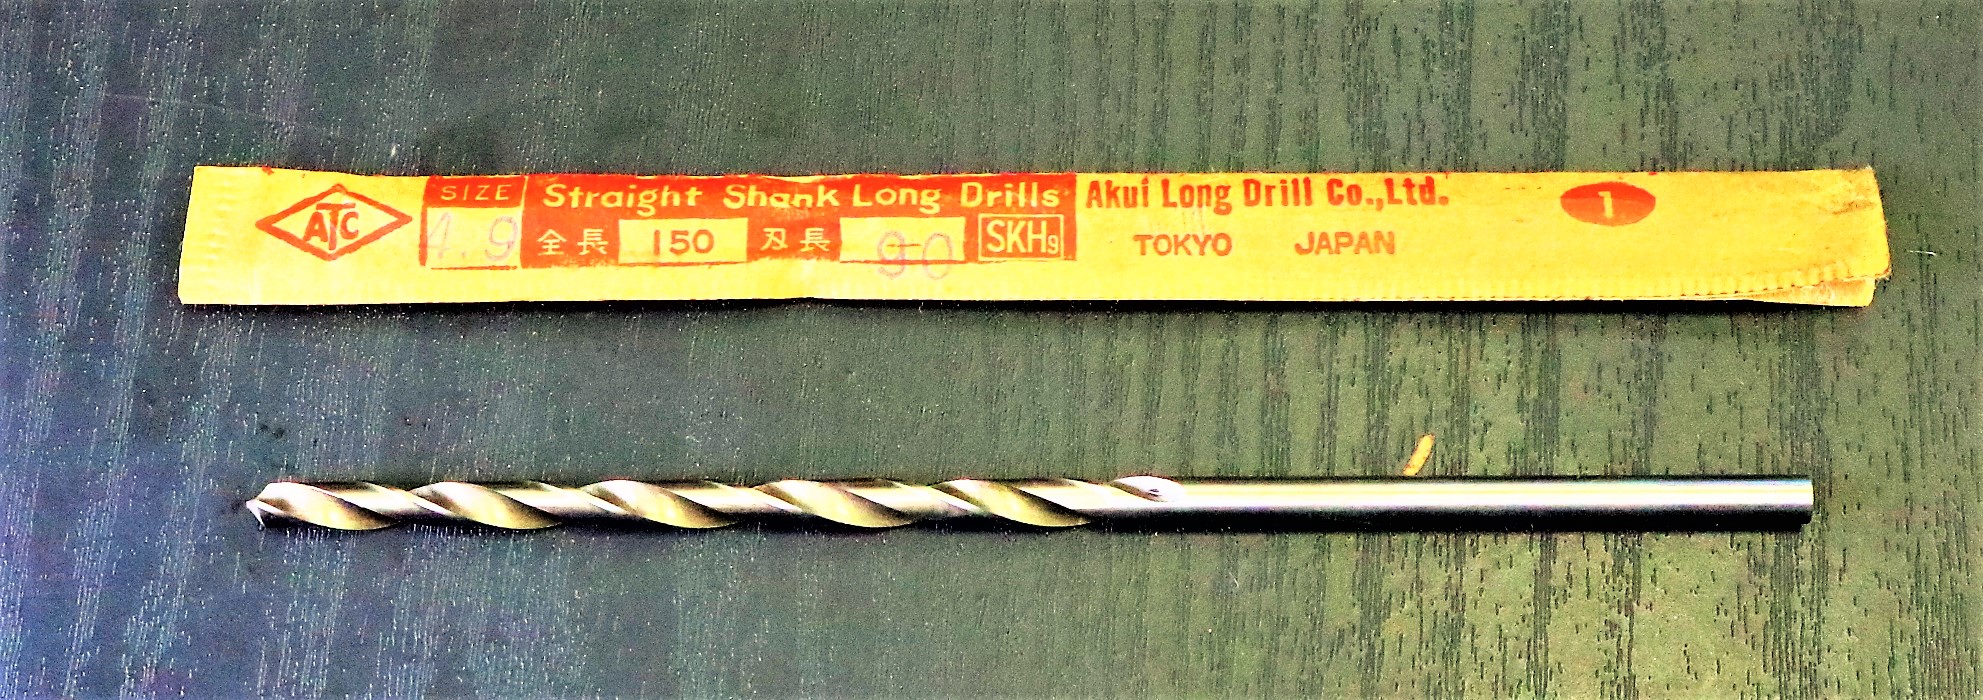 ATC
SIZE
4.9
Straight Shank Long Drills
全長 150 刃長 90 SKH9
Akui Long Drill Co.,Ltd.
TOKYO JAPAN
1